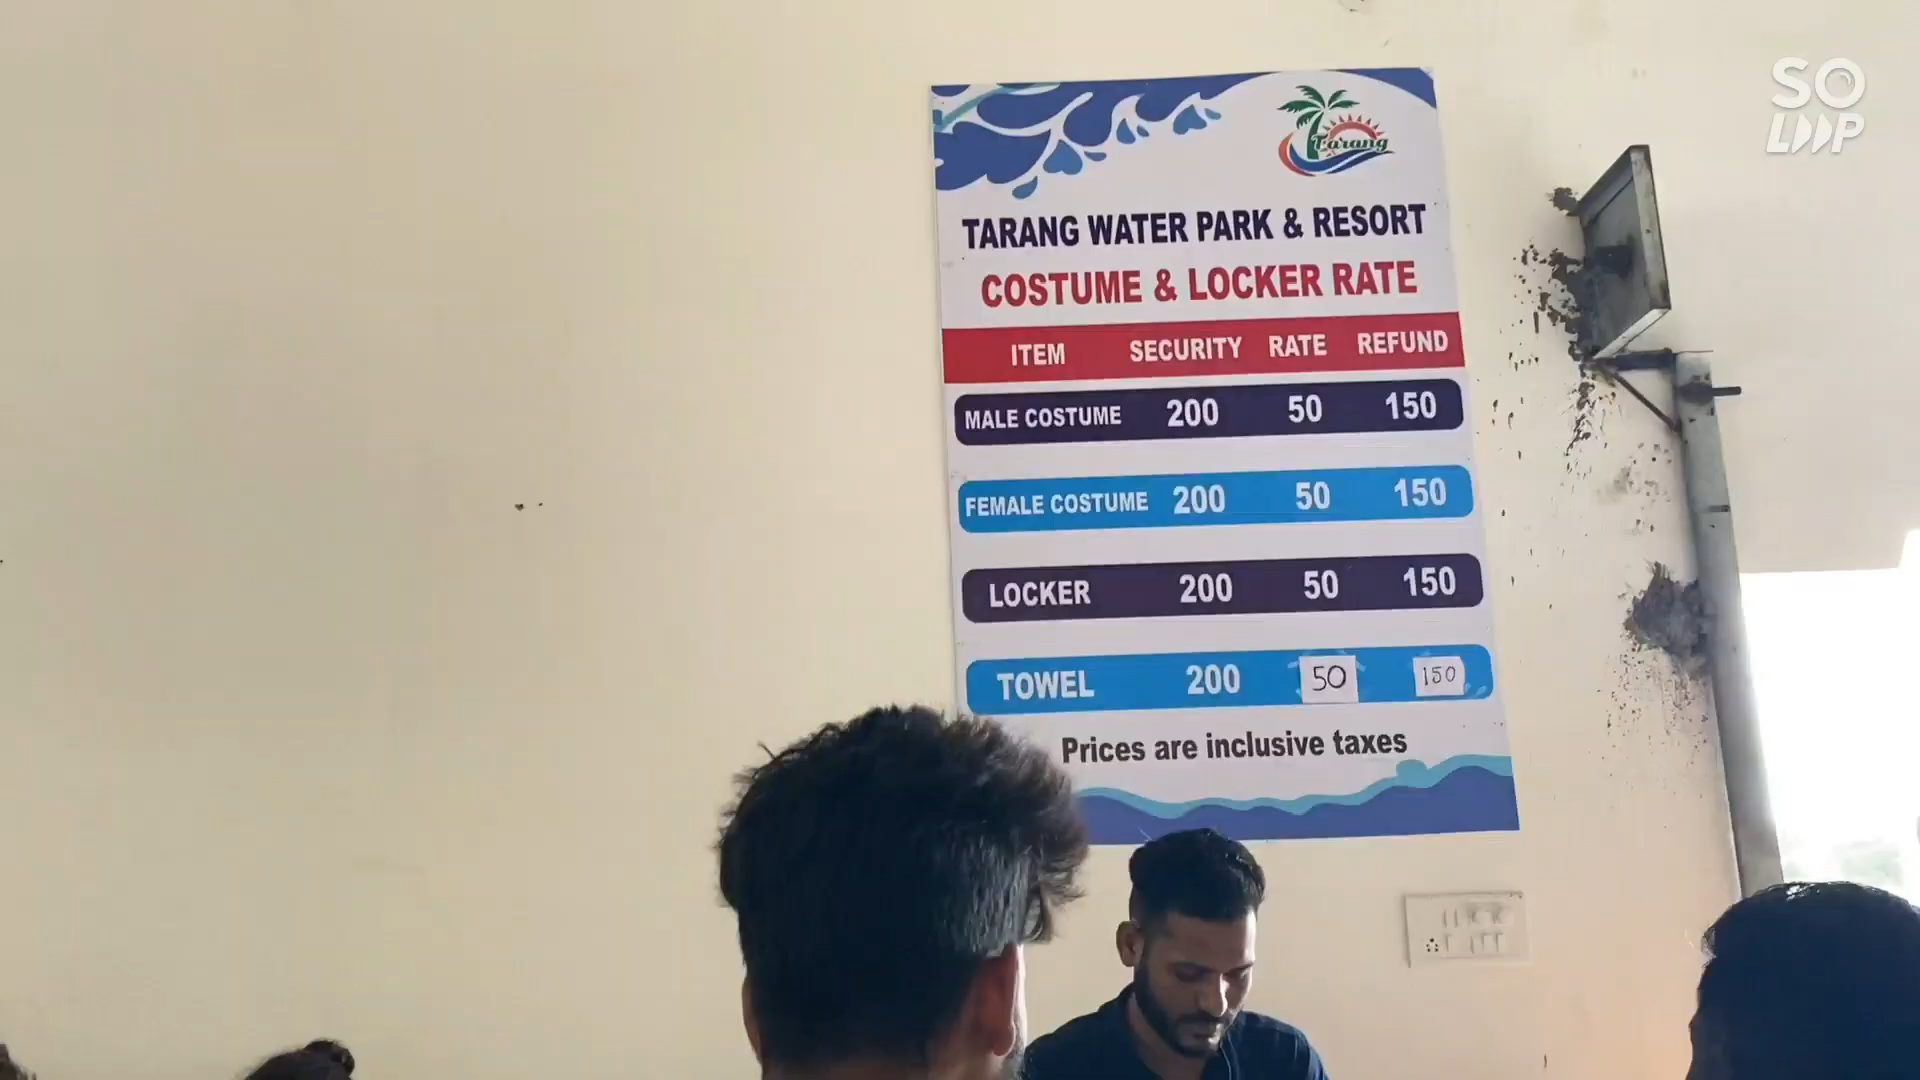 SO
LOOP
Tarang
TARANG WATER PARK & RESORT
COSTUME & LOCKER RATE
ITEM SECURITY RATE REFUND
MALE COSTUME 200 50 150
FEMALE COSTUME 200 50 150
LOCKER 200 50 150
TOWEL 200 50 150
Prices are inclusive taxes